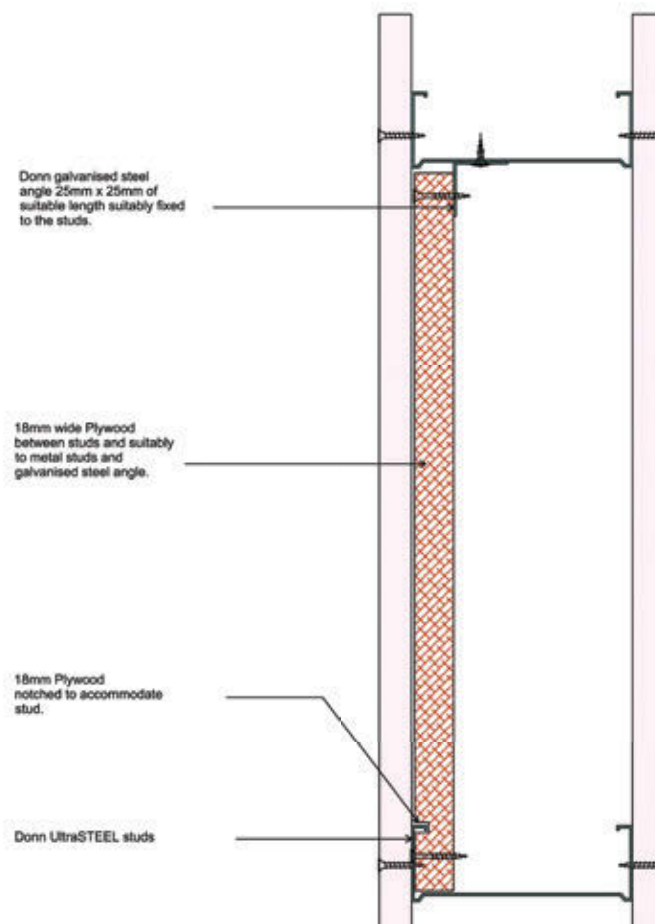 Donn galvanised steel
angle 25mm x 25mm of
suitable length suitably fixed
to the studs.
18mm wide Plywood
between studs and suitably
to metal studs and
galvanised steel angle.
18mm Plywood
notched to accommodate
stud.
Donn UltraSTEEL studs